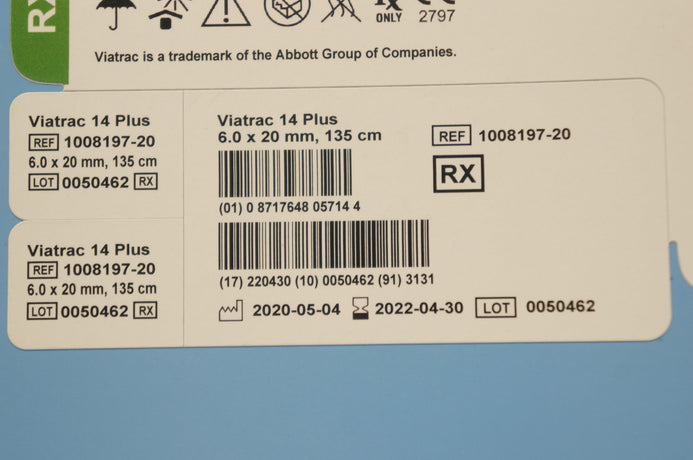 RX
Rx
ONLY
2797
Viatrac is a trademark of the Abbott Group of Companies.
Viatrac 14 Plus
REF 1008197-20
6.0 x 20 mm, 135 cm
LOT 0050462 RX
Viatrac 14 Plus
REF 1008197-20
6.0 x 20 mm, 135 cm
LOT 0050462 RX
Viatrac 14 Plus
6.0 x 20 mm, 135 cm
REF 1008197-20
RX
(01) 0 8717648 05714 4
(17) 220430 (10) 0050462 (91) 3131
2020-05-04 2022-04-30 LOT 0050462